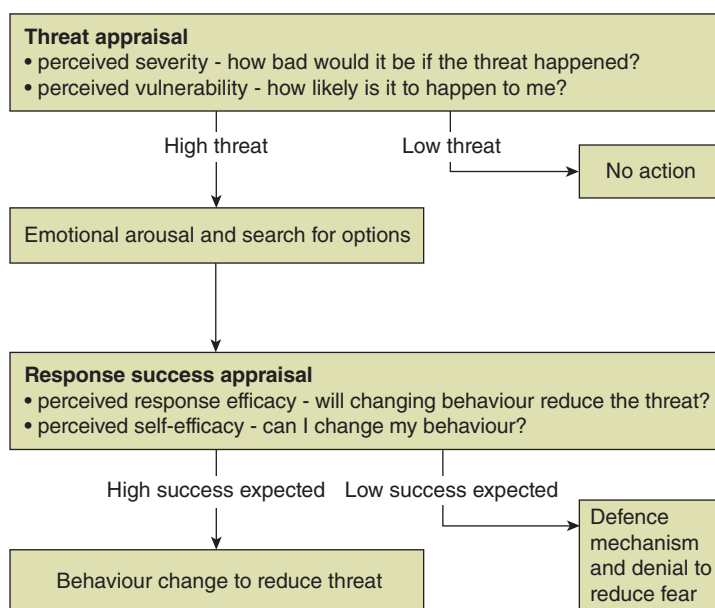 Threat appraisal
• perceived severity - how bad would it be if the threat happened?
• perceived vulnerability - how likely is it to happen to me?
High threat
Low threat
No action
Emotional arousal and search for options
Response success appraisal
• perceived response efficacy - will changing behaviour reduce the threat?
• perceived self-efficacy - can I change my behaviour?
High success expected
Low success expected
Defence
mechanism
and denial to
reduce fear
Behaviour change to reduce threat